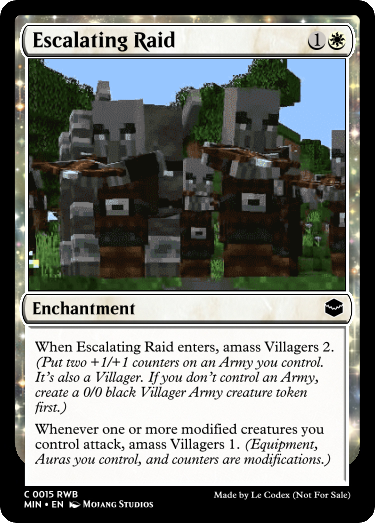 Escalating Raid 1
Enchantment
When Escalating Raid enters, amass Villagers 2.
(Put two +1/+1 counters on an Army you control.
It's also a Villager. If you don't control an Army,
create a 0/0 black Villager Army creature token
first.)
Whenever one or more modified creatures you
control attack, amass Villagers 1. (Equipment,
Auras you control, and counters are modifications.)
C 0015 RWB
MIN • EN Mojang Studios
Made by Le Codex (Not For Sale)